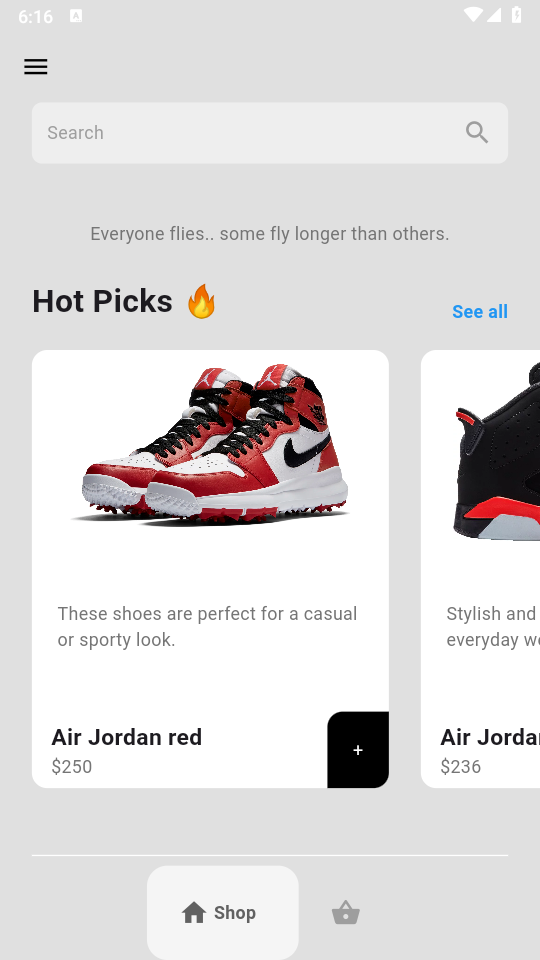 6:16
Search
Everyone flies.. some fly longer than others.
Hot Picks 🔥
See all
These shoes are perfect for a casual
or sporty look.
Air Jordan red
$250
+
Stylish and
everyday
Air Jorda
$236
Shop